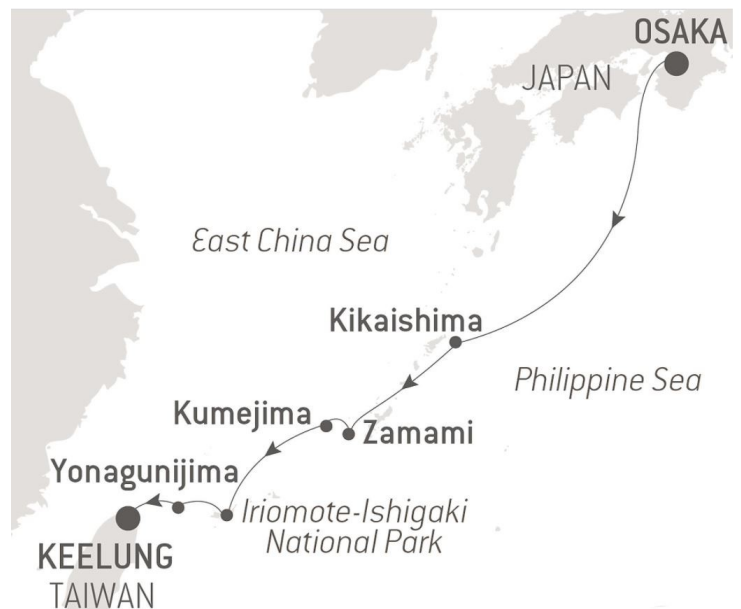 OSAKA
JAPAN
East China Sea
Kikaishima
Philippine Sea
Kumejima
Zamami
Yonagunijima
Iriomote-Ishigaki
National Park
KEELUNG
TAIWAN